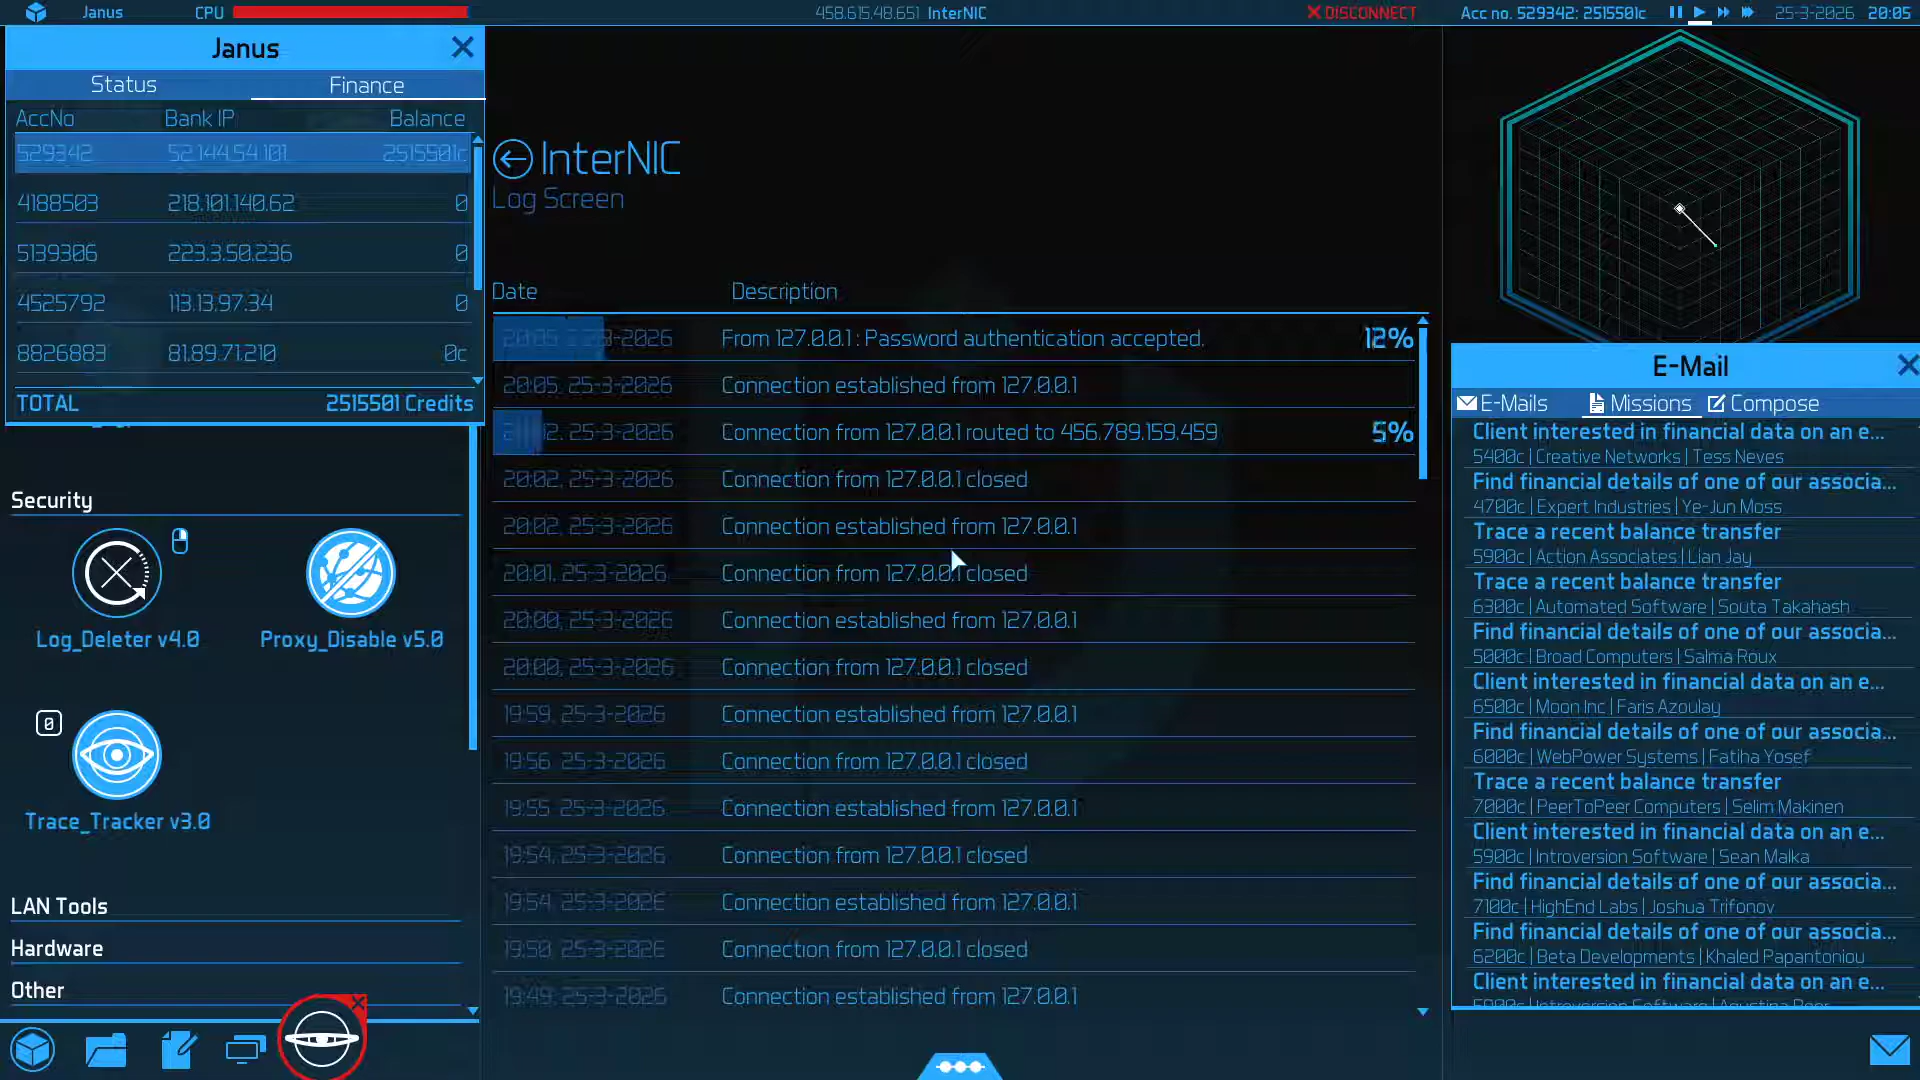 Janus
CPU
458.615.48.651 InterNIC
DISCONNECT
Acc no. 529342: 2515501c
25-3-2026 20:05
Janus
Status
Finance
AccNo Bank IP Balance
529342 52.144.54.101 2515501c
4188503 218.101.140.62 0
5139306 223.3.50.236 0
4525792 113.13.97.34 0
8826883 81.89.71.210 0c
TOTAL 2515501 Credits
Security
Log_Deleter v4.0
Proxy_Disable v5.0
0
Trace_Tracker v3.0
LAN Tools
Hardware
Other
InterNIC
Log Screen
Date Description
From 127.0.0.1 : Password authentication accepted. 12%
20:05, 25-3-2026 Connection established from 127.0.0.1
25-3-2026 Connection from 127.0.0.1 routed to 456.789.159.459 5%
20:02, 25-3-2026 Connection from 127.0.0.1 closed
20:02, 25-3-2026 Connection established from 127.0.0.1
20:01, 25-3-2026 Connection from 127.0.0.1 closed
20:00, 25-3-2026 Connection established from 127.0.0.1
20:00, 25-3-2026 Connection from 127.0.0.1 closed
19:59, 25-3-2026 Connection established from 127.0.0.1
19:56, 25-3-2026 Connection from 127.0.0.1 closed
19:55, 25-3-2026 Connection established from 127.0.0.1
19:54, 25-3-2026 Connection from 127.0.0.1 closed
19:54, 25-3-2026 Connection established from 127.0.0.1
19:50, 25-3-2026 Connection from 127.0.0.1 closed
19:49, 25-3-2026 Connection established from 127.0.0.1
E-Mail
E-Mails Missions Compose
Client interested in financial data on an e...
5400c | Creative Networks | Tess Neves
Find financial details of one of our associa...
4700c | Expert Industries | Ye-Jun Moss
Trace a recent balance transfer
5900c | Action Associates | Lian Jay
Trace a recent balance transfer
6300c | Automated Software | Souta Takahash
Find financial details of one of our associa...
5000c | Broad Computers | Salma Roux
Client interested in financial data on an e...
6500c | Moon Inc | Faris Azoulay
Find financial details of one of our associa...
6000c | WebPower Systems | Fatiha Yosef
Trace a recent balance transfer
7000c | PeerToPeer Computers | Selim Makinen
Client interested in financial data on an e...
5900c | Introversion Software | Sean Malka
Find financial details of one of our associa...
7100c | HighEnd Labs | Joshua Trifonov
Find financial details of one of our associa...
6200c | Beta Developments | Khaled Papantoniou
Client interested in financial data on an e...